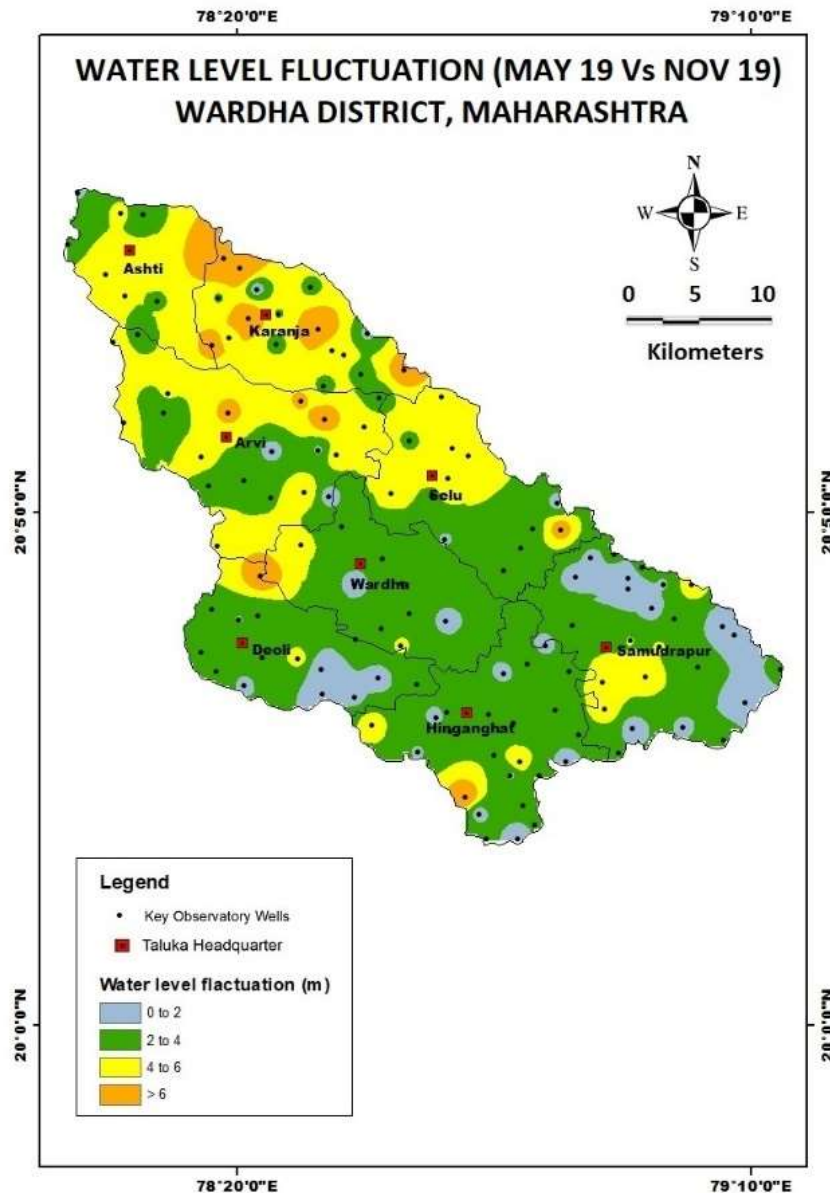 78°20'0"E
79°10'0"E
WATER LEVEL FLUCTUATION (MAY 19 Vs NOV 19)
WARDHA DISTRICT, MAHARASHTRA
N
W
E
S
0 5 10
Kilometers
Ashti
Karanja
Arvi
Selu
20°50'0"N
20°50'0"N
Wardha
Deoli
Samudrapur
Hinganghat
Legend
Key Observatory Wells
Taluka Headquarter
Water level flactuation (m)
0 to 2
2 to 4
4 to 6
> 6
20°0'0"N
20°0'0"N
78°20'0"E
79°10'0"E